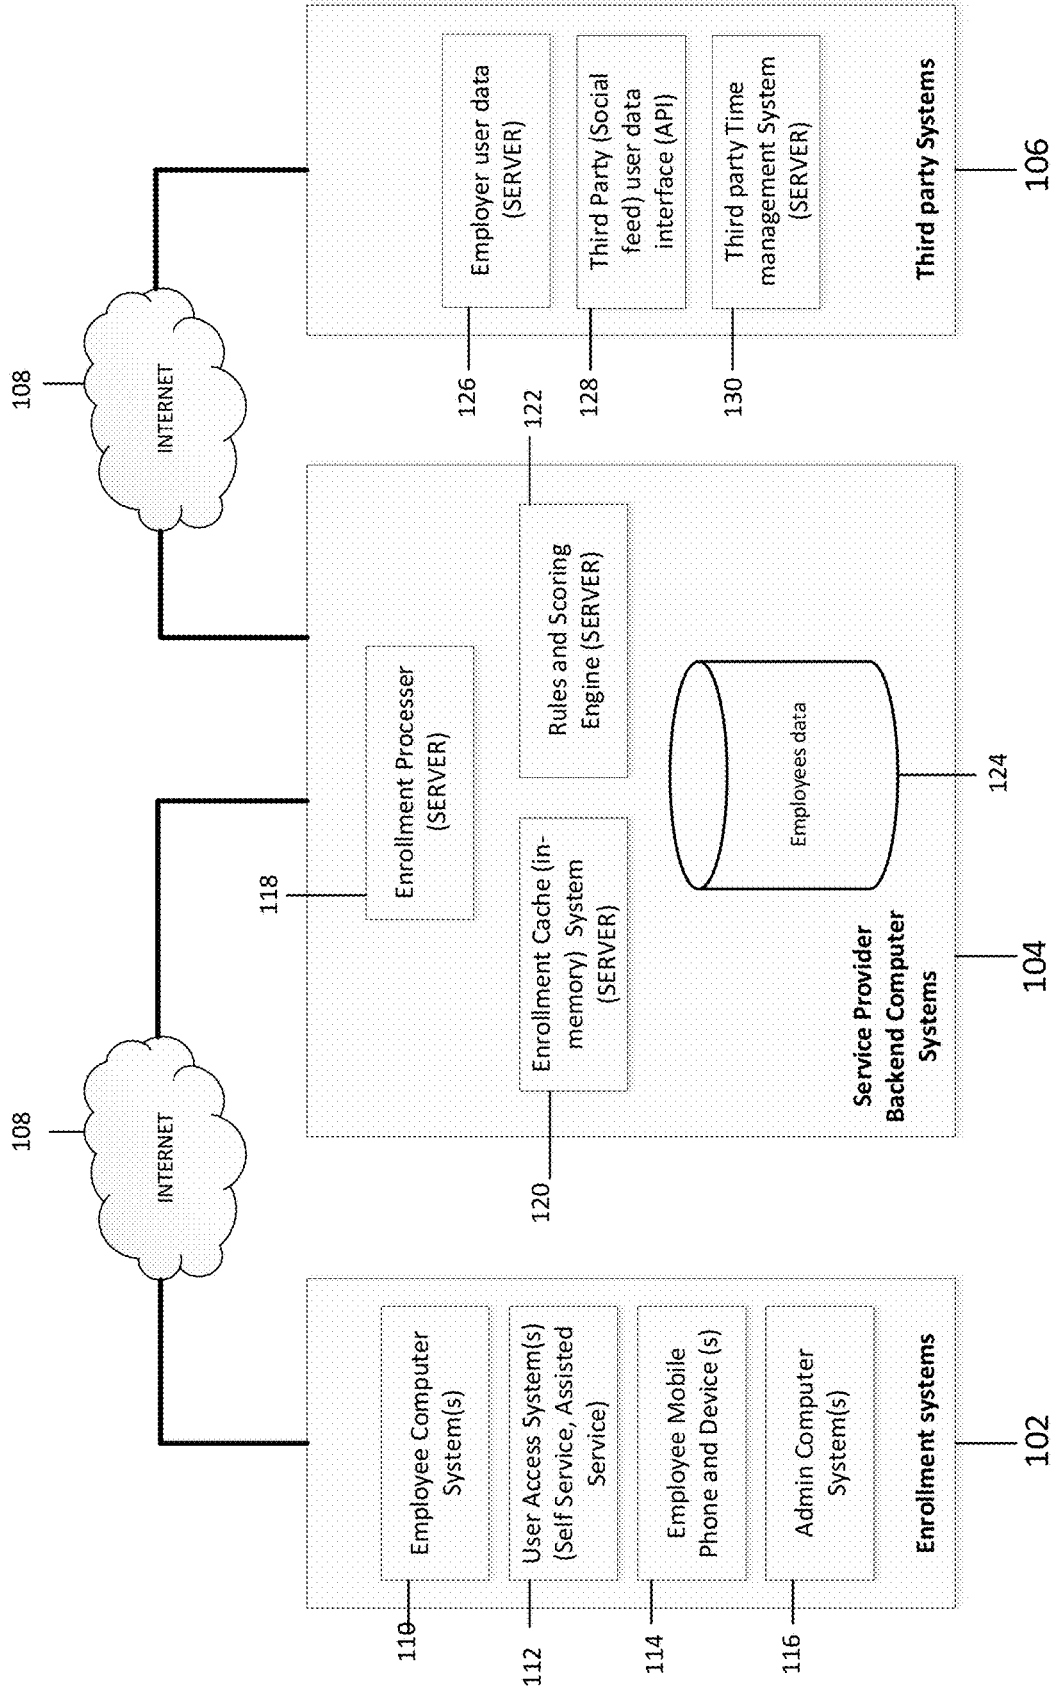 108
108
INTERNET
INTERNET
110
Employee Computer
System(s)
112
User Access System(s)
(Self Service, Assisted
Service)
114
Employee Mobile
Phone and Device (s)
116
Admin Computer
System(s)
Enrollment systems
102
118
Enrollment Processer
(SERVER)
120
Enrollment Cache (in-
memory) System
(SERVER)
122
Rules and Scoring
Engine (SERVER)
Employees data
124
Service Provider
Backend Computer
Systems
104
126
Employer user data
(SERVER)
128
Third Party (Social
feed) user data
interface (API)
130
Third party Time
management System
(SERVER)
Third party Systems
106